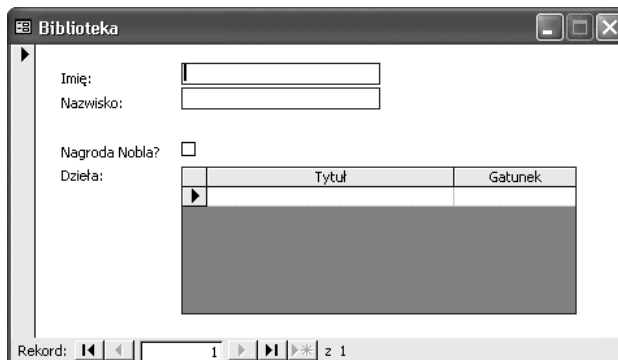 Biblioteka
Imię:
Nazwisko:
Nagroda Nobla?
Dzieła:
Tytuł Gatunek
Rekord: 1 z 1